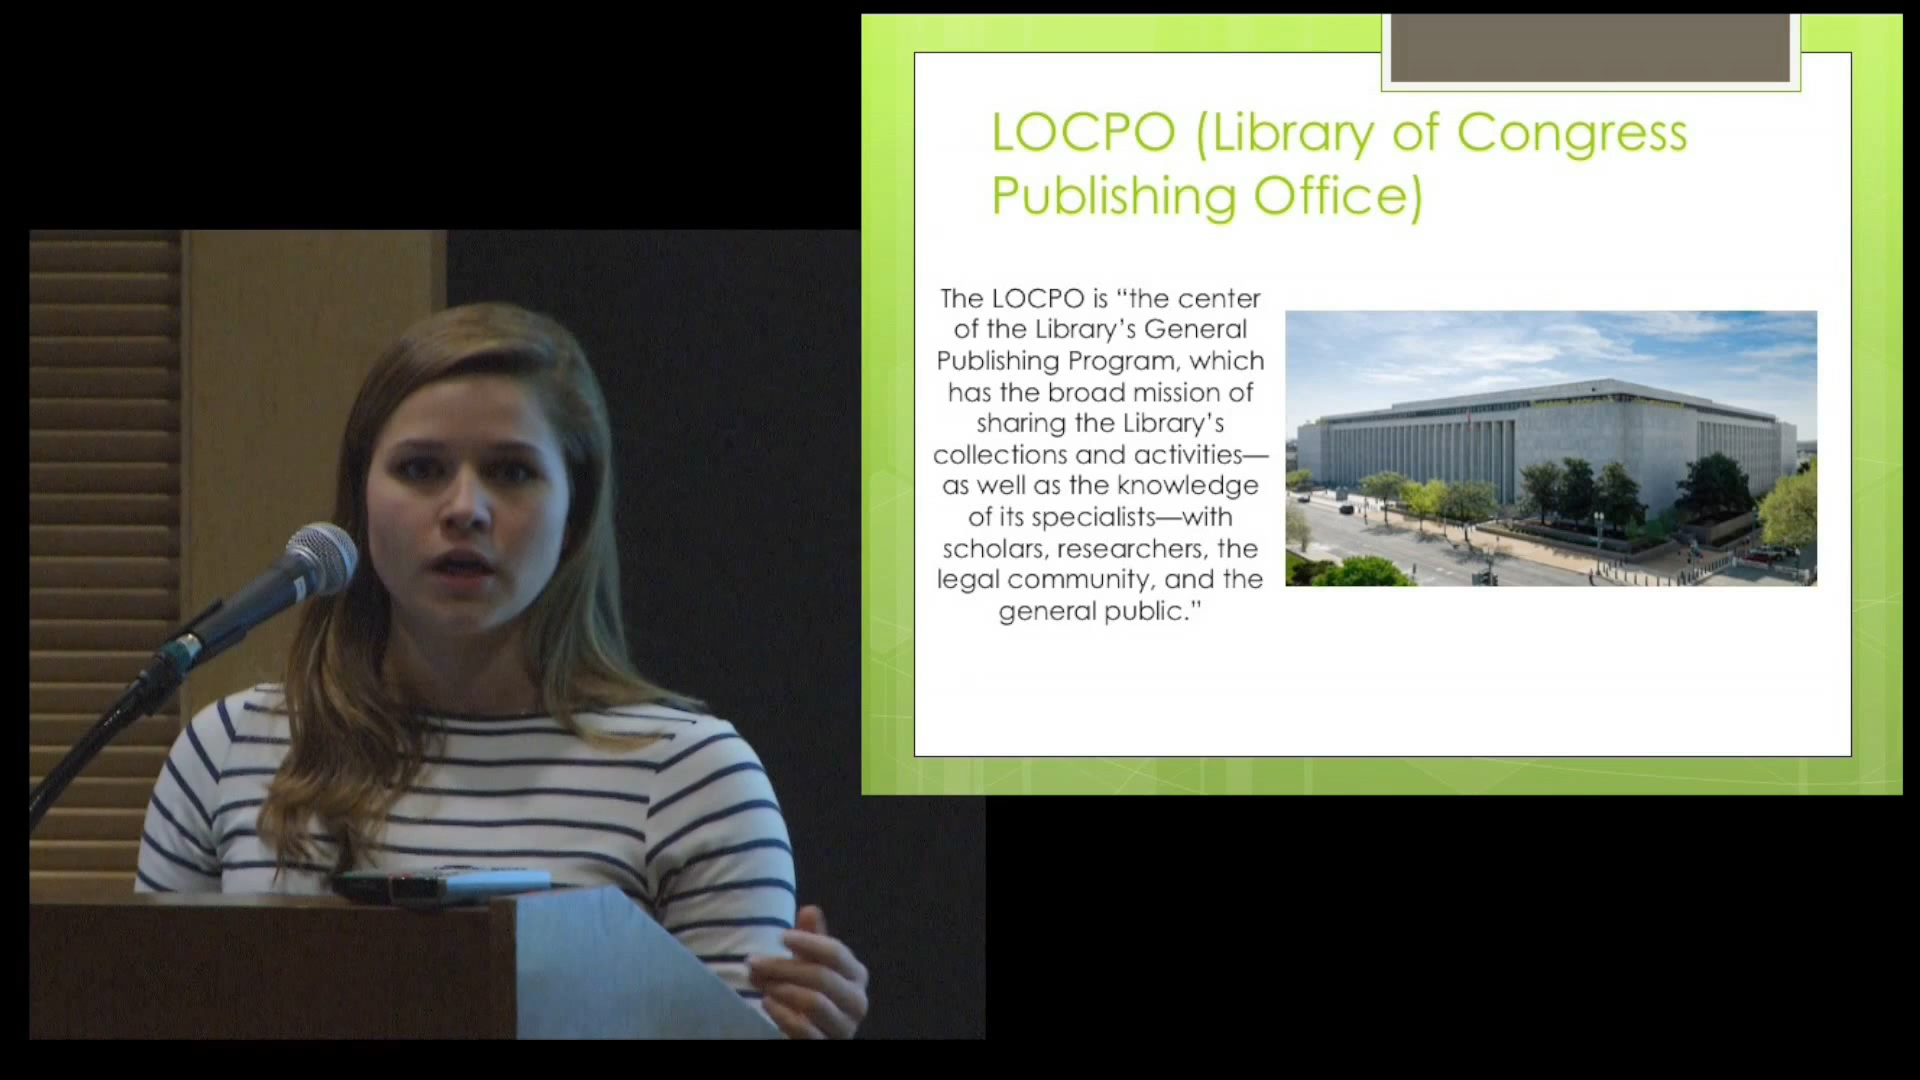 LOCPO (Library of Congress
Publishing Office)
The LOCPO is “the center
of the Library’s General
Publishing Program, which
has the broad mission of
sharing the Library’s
collections and activities—
as well as the knowledge
of its specialists—with
scholars, researchers, the
legal community, and the
general public.”